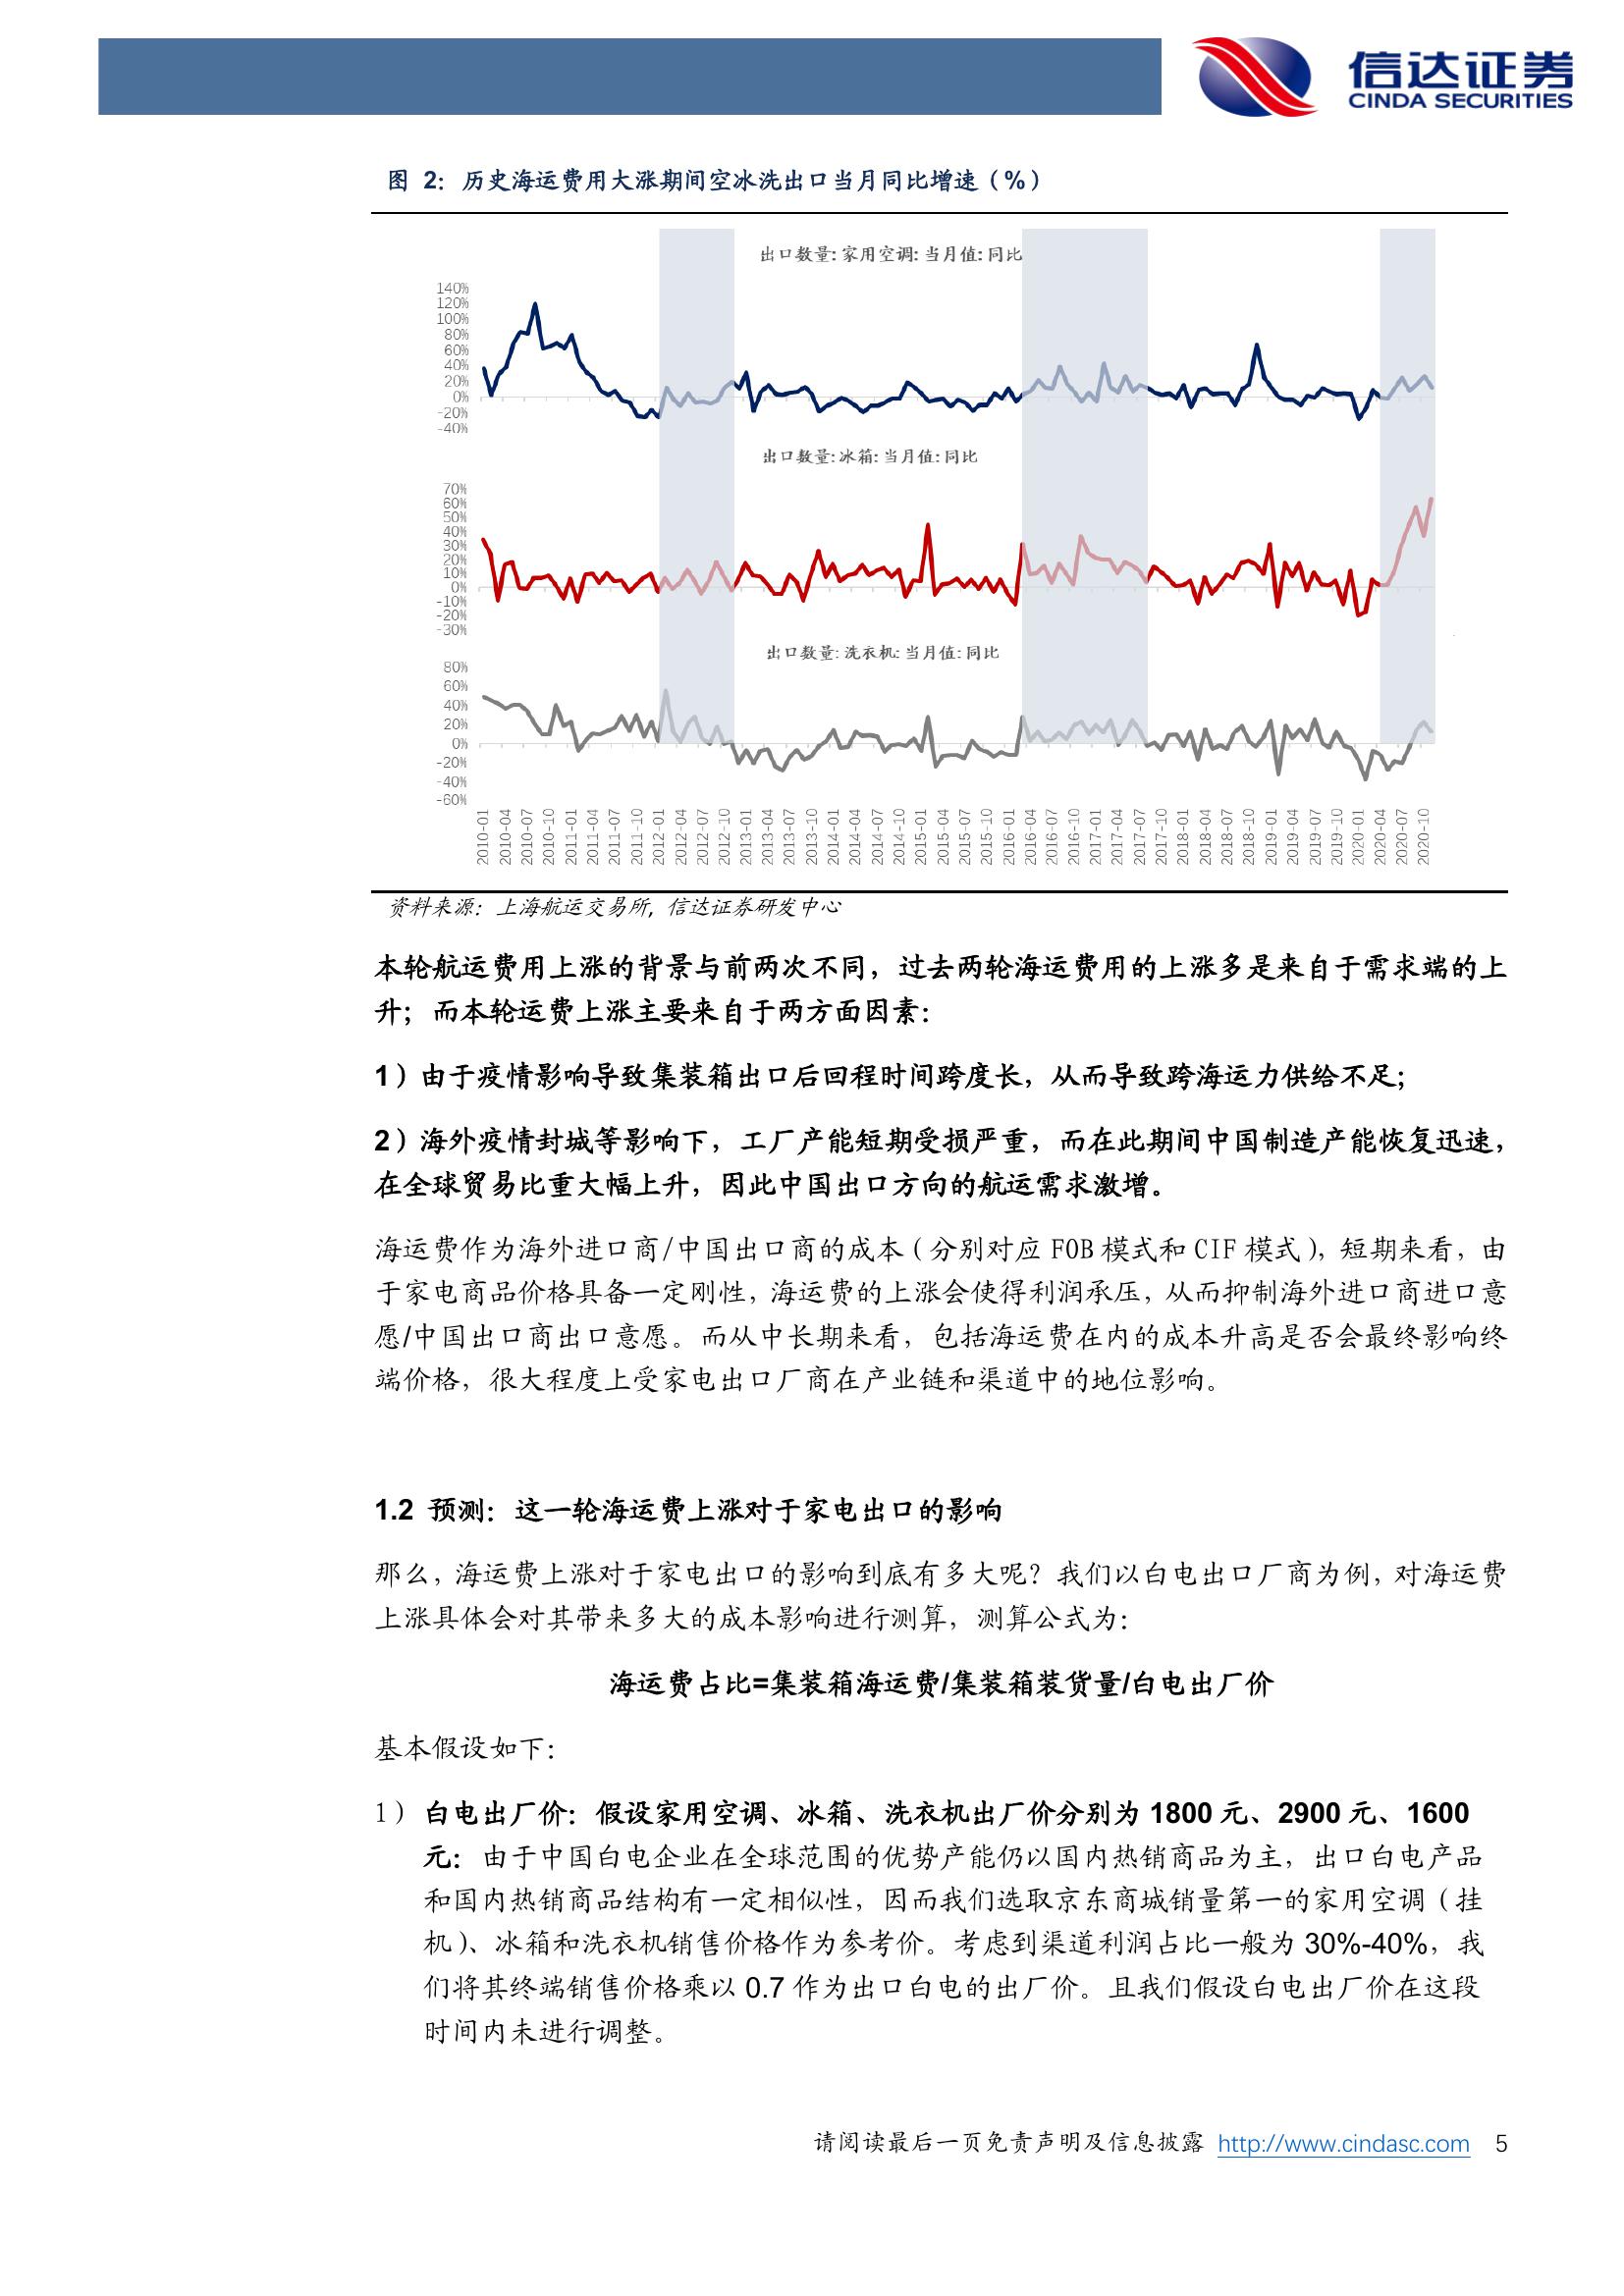 信达证券
CINDA SECURITIES
图 2：历史海运费用大涨期间空冰洗出口当月同比增速（%）
出口数量:家用空调:当月值:同比
140%
120%
100%
80%
60%
40%
20%
0%
-20%
-40%
出口数量:冰箱:当月值:同比
70%
60%
50%
40%
30%
20%
10%
0%
-10%
-20%
-30%
出口数量:洗衣机:当月值:同比
80%
60%
40%
20%
0%
-20%
-40%
-60%
2010-01
2010-04
2010-07
2010-10
2011-01
2011-04
2011-07
2011-10
2012-01
2012-04
2012-07
2012-10
2013-01
2013-04
2013-07
2013-10
2014-01
2014-04
2014-07
2014-10
2015-01
2015-04
2015-07
2015-10
2016-01
2016-04
2016-07
2016-10
2017-01
2017-04
2017-07
2017-10
2018-01
2018-04
2018-07
2018-10
2019-01
2019-04
2019-07
2019-10
2020-01
2020-04
2020-07
2020-10
资料来源：上海航运交易所，信达证券研发中心
本轮航运费用上涨的背景与前两次不同，过去两轮海运费用的上涨多是来自于需求端的上
升；而本轮运费上涨主要来自于两方面因素：
1）由于疫情影响导致集装箱出口后回程时间跨度长，从而导致跨海运力供给不足；
2）海外疫情封城等影响下，工厂产能短期受损严重，而在此期间中国制造产能恢复迅速，
在全球贸易比重大幅上升，因此中国出口方向的航运需求激增。
海运费作为海外进口商/中国出口商的成本（分别对应 FOB 模式和 CIF 模式），短期来看，由
于家电商品价格具备一定刚性，海运费的上涨会使得利润承压，从而抑制海外进口商进口意
愿/中国出口商出口意愿。而从中长期来看，包括海运费在内的成本升高是否会最终影响终
端价格，很大程度上受家电出口厂商在产业链和渠道中的地位影响。
1.2 预测：这一轮海运费上涨对于家电出口的影响
那么，海运费上涨对于家电出口的影响到底有多大呢？我们以白电出口厂商为例，对海运费
上涨具体会对其带来多大的成本影响进行测算，测算公式为：
海运费占比=集装箱海运费/集装箱装货量/白电出厂价
基本假设如下：
1） 白电出厂价：假设家用空调、冰箱、洗衣机出厂价分别为 1800 元、2900 元、1600
元：由于中国白电企业在全球范围的优势产能仍以国内热销商品为主，出口白电产品
和国内热销商品结构有一定相似性，因而我们选取京东商城销量第一的家用空调（挂
机）、冰箱和洗衣机销售价格作为参考价。考虑到渠道利润占比一般为 30%-40%，我
们将其终端销售价格乘以 0.7 作为出口白电的出厂价。且我们假设白电出厂价在这段
时间内未进行调整。
请阅读最后一页免责声明及信息披露 http://www.cindasc.com 5